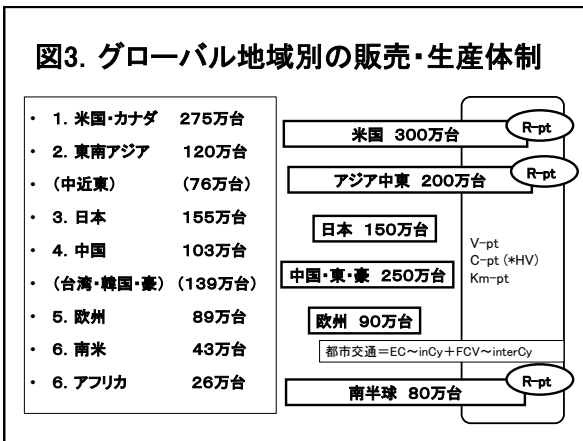 図3. グローバル地域別の販売・生産体制
・ 1. 米国・カナダ 275万台
・ 2. 東南アジア 120万台
・ (中近東) (76万台)
・ 3. 日本 155万台
・ 4. 中国 103万台
・ (台湾・韓国・豪) (139万台)
・ 5. 欧州 89万台
・ 6. 南米 43万台
・ 6. アフリカ 26万台
米国 300万台
R-pt
アジア中東 200万台
R-pt
日本 150万台
中国・東・豪 250万台
欧州 90万台
V-pt
C-pt (*HV)
Km-pt
都市交通=EC~inCy+FCV~interCy
南半球 80万台
R-pt